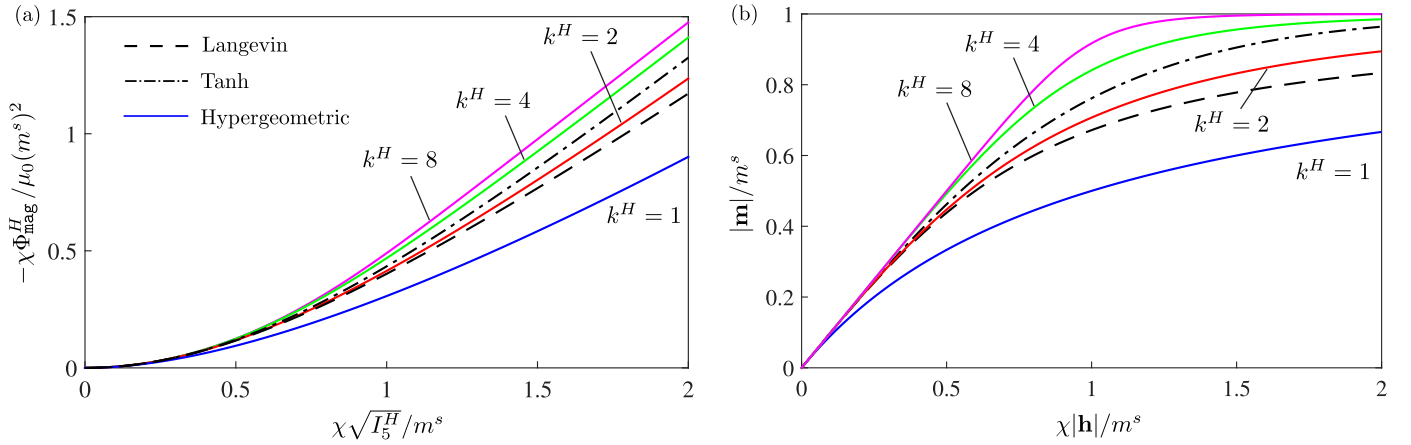 (a)
1.5
1
0.5
0
0
0.5
1
1.5
2
−χΦ^H_mag/μ₀(m^s)²
χ√I₅^H/m^s
Langevin
Tanh
Hypergeometric
k^H = 2
k^H = 4
k^H = 8
k^H = 1
(b)
1
0.8
0.6
0.4
0.2
0
0
0.5
1
1.5
2
|𝐦|/m^s
χ|𝐡|/m^s
k^H = 4
k^H = 8
k^H = 2
k^H = 1